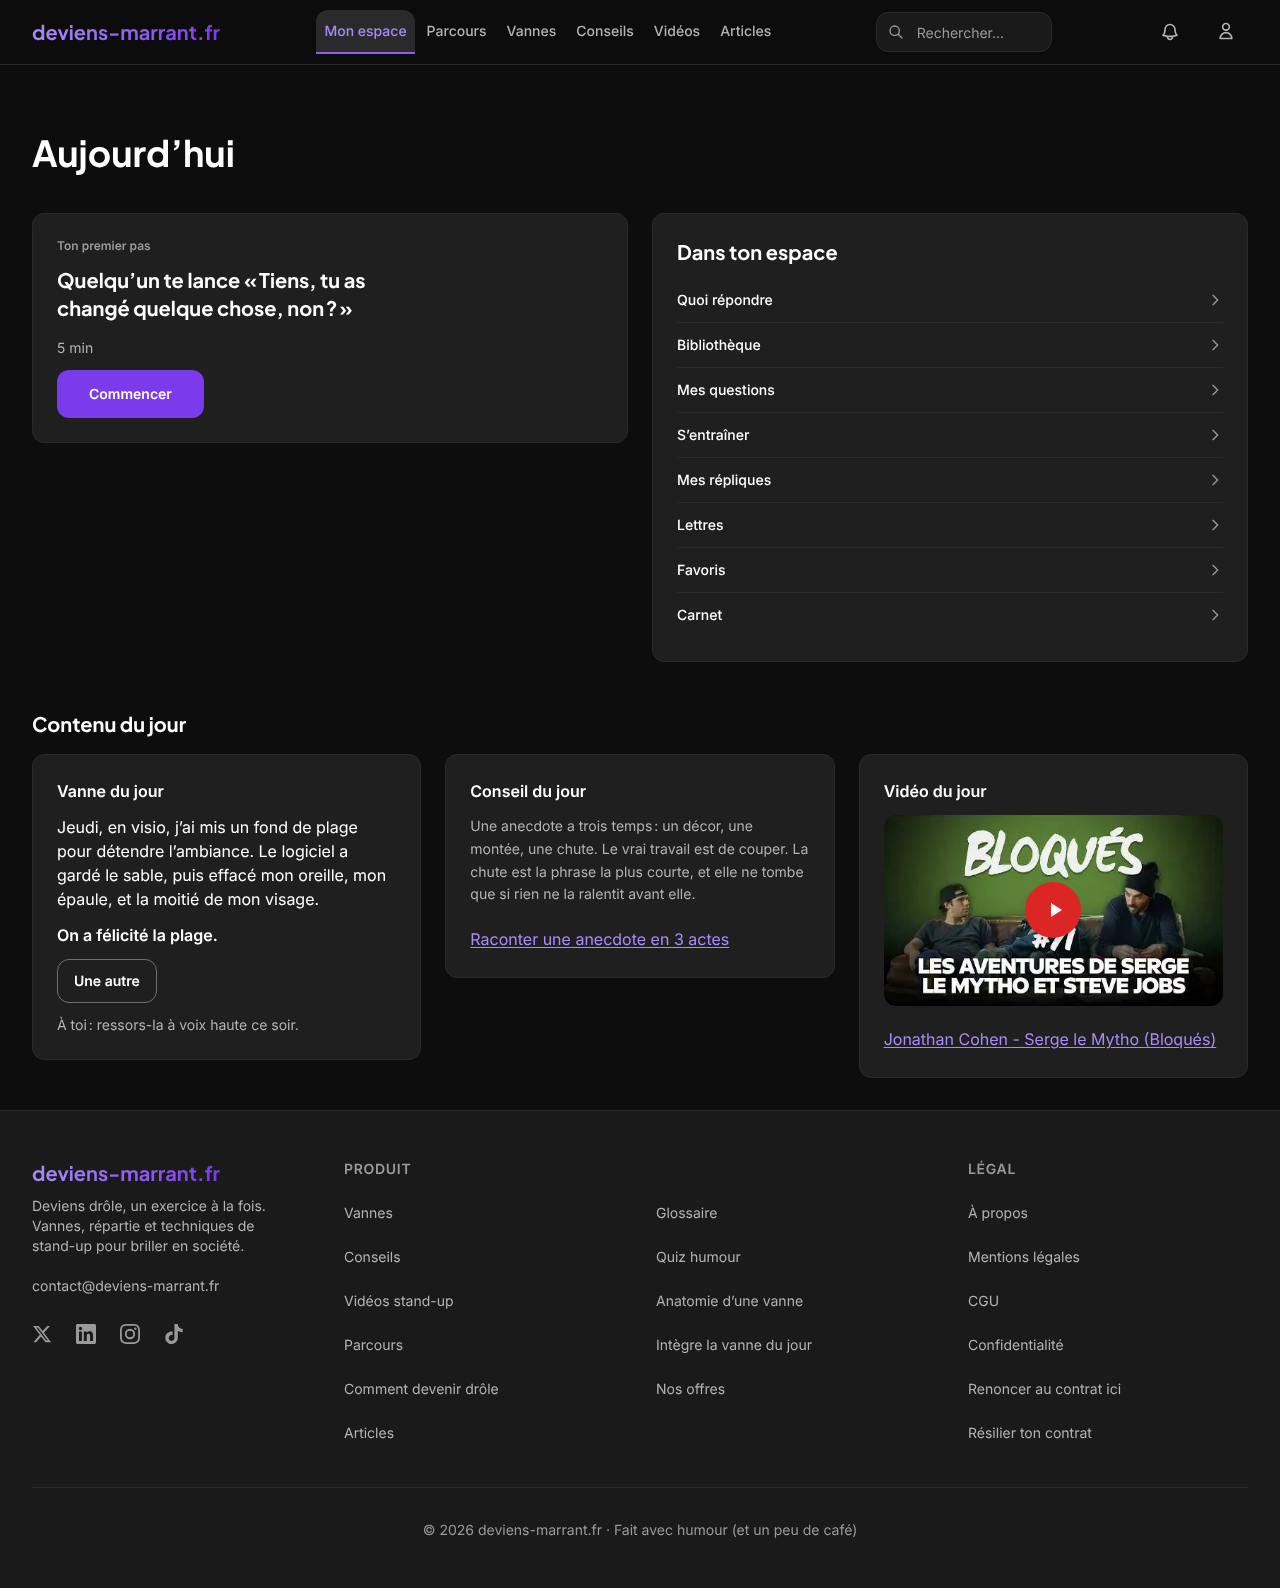 deviens-marrant.fr
Mon espace
Parcours
Vannes
Conseils
Vidéos
Articles
Rechercher...
Aujourd’hui
Ton premier pas
Quelqu’un te lance « Tiens, tu as
changé quelque chose, non ? »
5 min
Commencer
Dans ton espace
Quoi répondre
Bibliothèque
Mes questions
S’entraîner
Mes répliques
Lettres
Favoris
Carnet
Contenu du jour
Vanne du jour
Jeudi, en visio, j’ai mis un fond de plage
pour détendre l’ambiance. Le logiciel a
gardé le sable, puis effacé mon oreille, mon
épaule, et la moitié de mon visage.
On a félicité la plage.
Une autre
À toi : ressors-la à voix haute ce soir.
Conseil du jour
Une anecdote a trois temps : un décor, une
montée, une chute. Le vrai travail est de couper. La
chute est la phrase la plus courte, et elle ne tombe
que si rien ne la ralentit avant elle.
Raconter une anecdote en 3 actes
Vidéo du jour
BLOQUÉS
#71
LES AVENTURES DE SERGE
LE MYTHO ET STEVE JOBS
Jonathan Cohen - Serge le Mytho (Bloqués)
deviens-marrant.fr
Deviens drôle, un exercice à la fois.
Vannes, répartie et techniques de
stand-up pour briller en société.
contact@deviens-marrant.fr
PRODUIT
Vannes
Conseils
Vidéos stand-up
Parcours
Comment devenir drôle
Articles
Glossaire
Quiz humour
Anatomie d’une vanne
Intègre la vanne du jour
Nos offres
LÉGAL
À propos
Mentions légales
CGU
Confidentialité
Renoncer au contrat ici
Résilier ton contrat
© 2026 deviens-marrant.fr · Fait avec humour (et un peu de café)